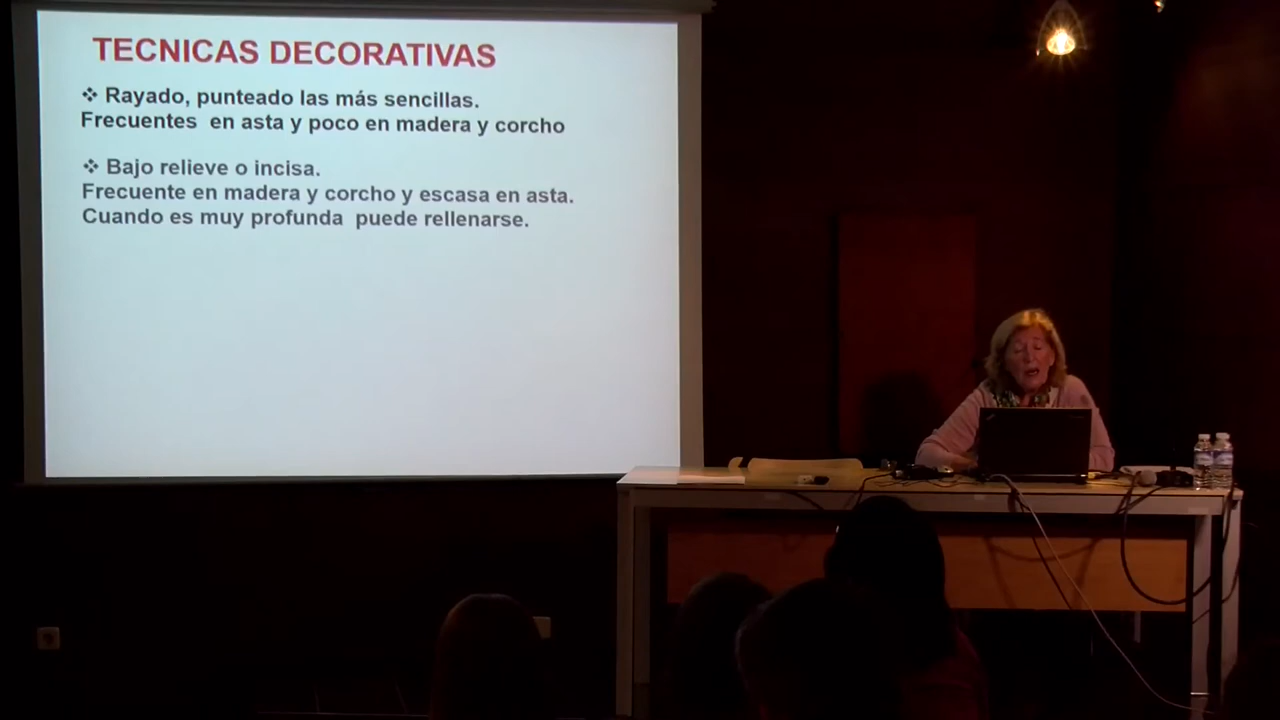 TECNICAS DECORATIVAS
❖ Rayado, punteado las más sencillas.
Frecuentes en asta y poco en madera y corcho
❖ Bajo relieve o incisa.
Frecuente en madera y corcho y escasa en asta.
Cuando es muy profunda puede rellenarse.